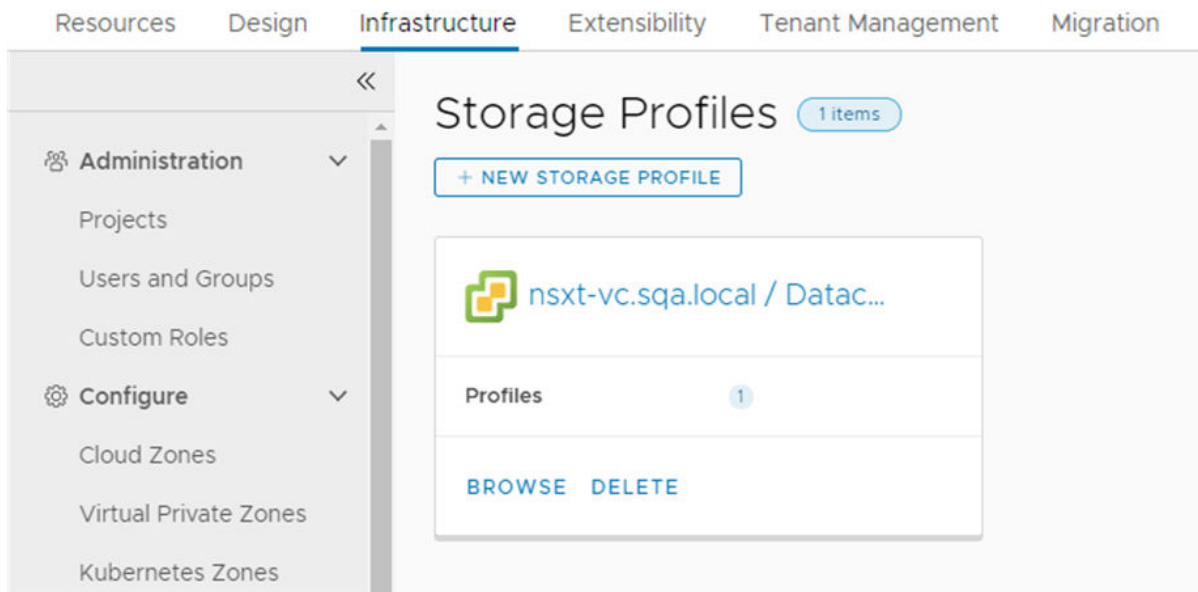 Resources Design Infrastructure Extensibility Tenant Management Migration
«
Administration
Projects
Users and Groups
Custom Roles
Configure
Cloud Zones
Virtual Private Zones
Kubernetes Zones
Storage Profiles 1 items
+ NEW STORAGE PROFILE
nsxt-vc.sqa.local / Datac...
Profiles 1
BROWSE DELETE